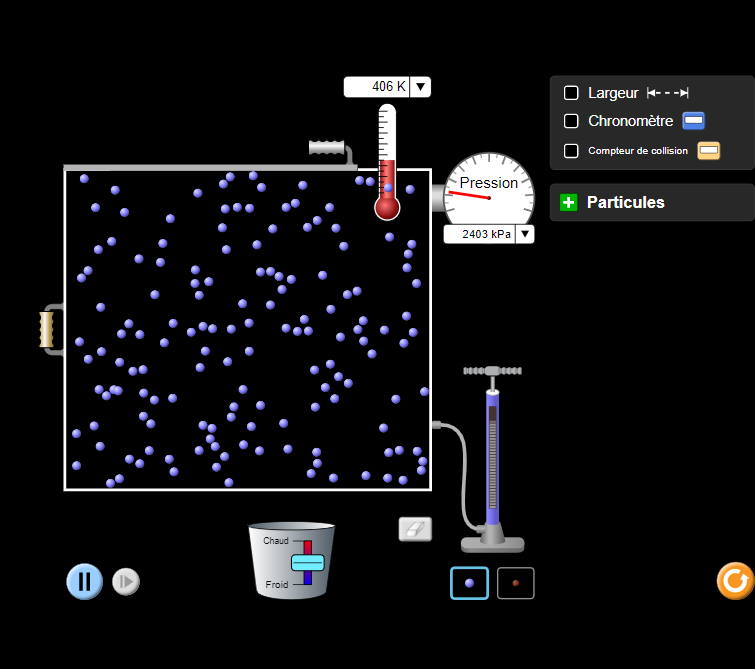 406 K
Largeur
Chronomètre
Compteur de collision
Pression
Particules
2403 kPa
Chaud
Froid